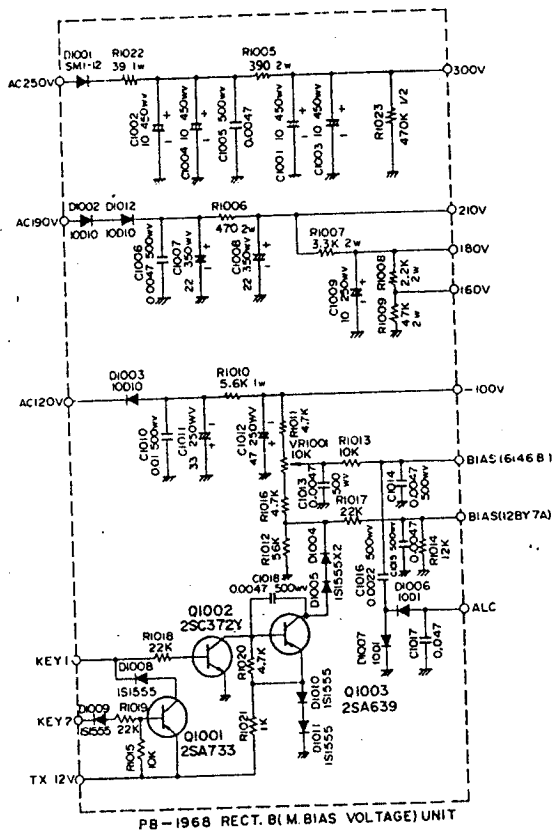 D1001
SM1-12
R1022
39 1w
R1005
390 2w
AC250V
300V
C1002
10 450WV
C1004
10 450WV
C1005 500WV
0.0047
C1001
10 450WV
C1003
10 450WV
R1023
470K 1/2
D1002
10D10
D1012
10D10
R1006
470 2w
AC190V
210V
C1006
0.0047 500WV
C1007
22 350WV
C1008
22 350WV
R1007
3.3K 2w
180V
C1009
10 250WV
R1008
2.2K
2w
160V
R1009
47K
2w
D1003
10D10
R1010
5.6K 1w
AC120V
-100V
C1010
0.01 500WV
C1011
33 250WV
C1012
47 250WV
R1011
4.7K
VR1001
10K
R1013
10K
BIAS(6146B)
C1013
0.0047
500
WV
C1014
0.0047
500WV
R1016
4.7K
R1017
22K
BIAS(12BY7A)
R1012
5.6K
D1004
D1005
1S1555X2
C1016
0.0022 500WV
C1015 500WV
0.0047
R1014
12K
C1018
0.0047 500WV
D1006
10D1
ALC
D1007
10D1
C1017
0.047
Q1002
2SC372Y
R1018
22K
KEY1
R1020
4.7K
D1008
1S1555
D1010
1S1555
Q1003
2SA639
KEY7
D1009
1S1555
R1019
22K
Q1001
2SA733
R1021
1K
D1011
1S1555
R1015
10K
TX 12V
PB-1968 RECT. B(M.BIAS VOLTAGE) UNIT